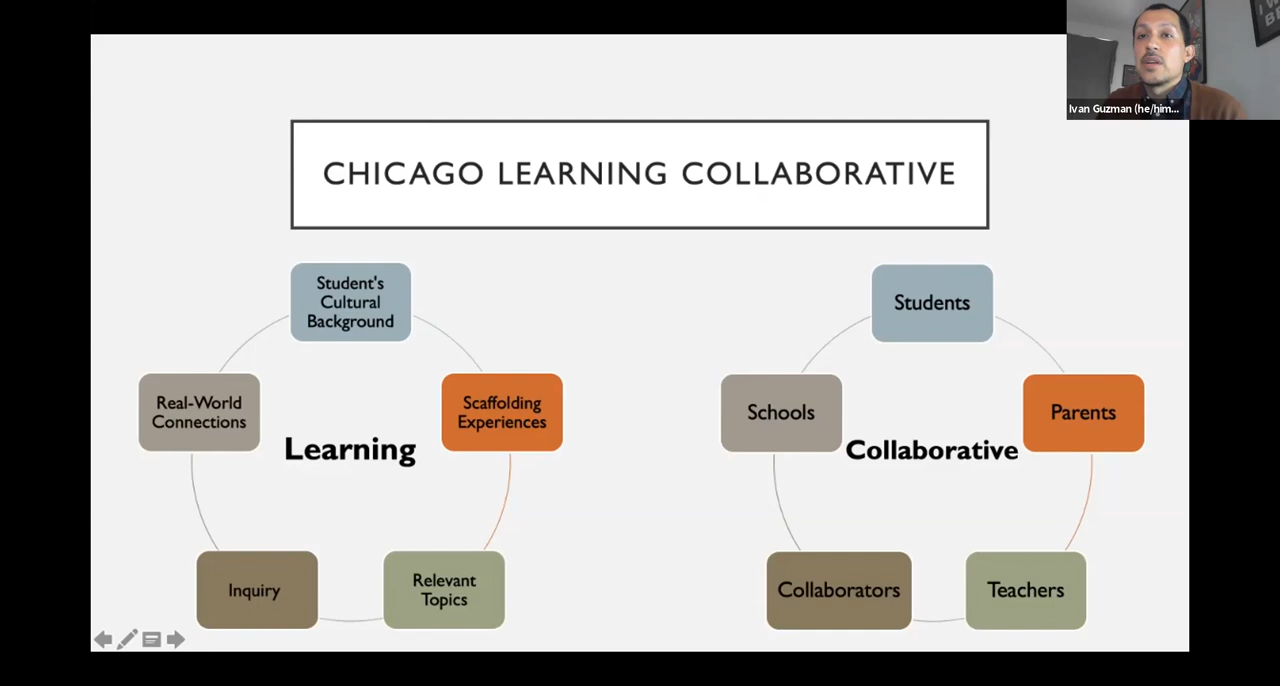 Ivan Guzman (he/him...
CHICAGO LEARNING COLLABORATIVE
Student's
Cultural
Background
Real-World
Connections
Scaffolding
Experiences
Learning
Inquiry
Relevant
Topics
Students
Schools
Parents
Collaborative
Collaborators
Teachers